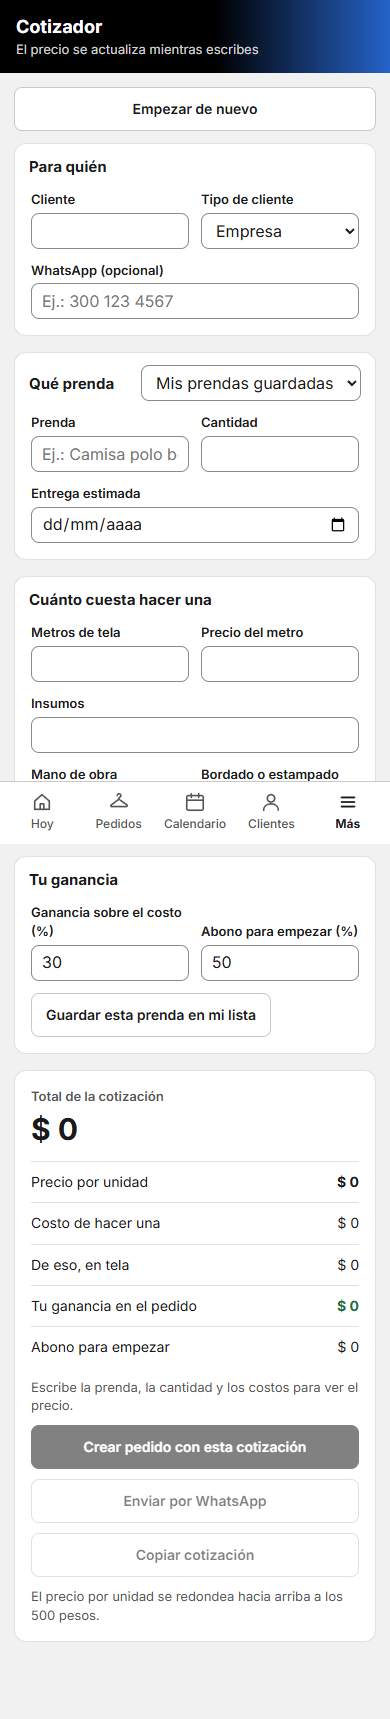 Cotizador
El precio se actualiza mientras escribes
Empezar de nuevo
Para quién
Cliente
Tipo de cliente
Empresa
WhatsApp (opcional)
Ej.: 300 123 4567
Qué prenda
Mis prendas guardadas
Prenda
Cantidad
Ej.: Camisa polo b
Entrega estimada
dd/mm/aaaa
Cuánto cuesta hacer una
Metros de tela
Precio del metro
Insumos
Mano de obra
Bordado o estampado
Hoy
Pedidos
Calendario
Clientes
Más
Tu ganancia
Ganancia sobre el costo
(%)
Abono para empezar (%)
30
50
Guardar esta prenda en mi lista
Total de la cotización
$ 0
Precio por unidad $ 0
Costo de hacer una $ 0
De eso, en tela $ 0
Tu ganancia en el pedido $ 0
Abono para empezar $ 0
Escribe la prenda, la cantidad y los costos para ver el
precio.
Crear pedido con esta cotización
Enviar por WhatsApp
Copiar cotización
El precio por unidad se redondea hacia arriba a los
500 pesos.